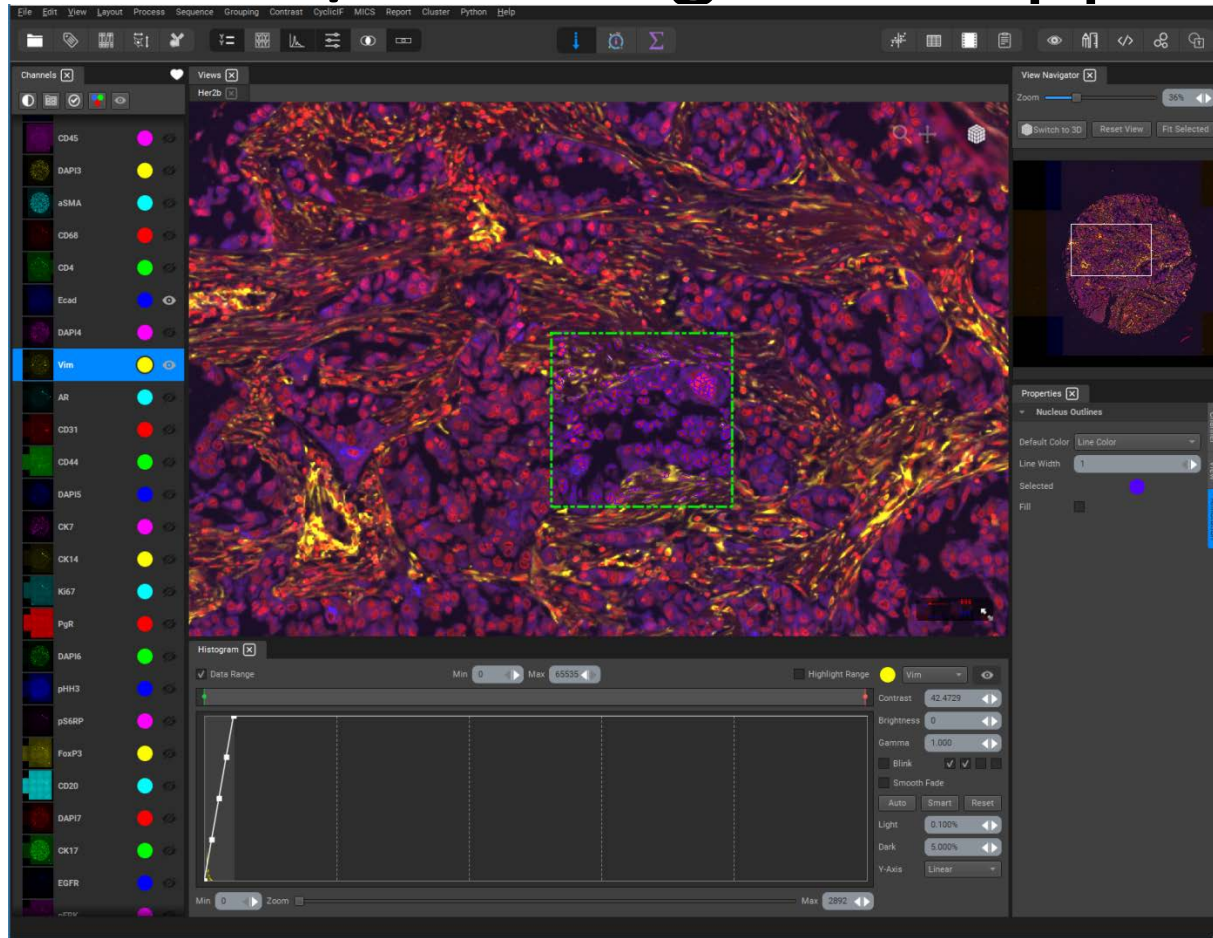 File Edit View Layout Process Sequence Grouping Contrast CyclicIF MICS Report Cluster Python Help
Channels
Views
View Navigator
Her2b
Zoom 36%
Switch to 3D Reset View Fit Selected
CD45
DAPI3
aSMA
CD68
CD4
Ecad
DAPI4
Vim
AR
CD31
CD44
DAPI5
CK7
CK14
Ki67
PgR
DAPI6
pHH3
pS6RP
FoxP3
CD20
DAPI7
CK17
EGFR
Properties
Nucleus Outlines
Default Color Line Color
Line Width 1
Selected
Fill
Histogram
Data Range Min 0 Max 65535 Highlight Range Vim
Contrast 42.4729
Brightness 0
Gamma 1.000
Blink
Smooth Fade
Auto Smart Reset
Light 0.100%
Dark 5.000%
Y-Axis Linear
Min 0 Zoom Max 2892